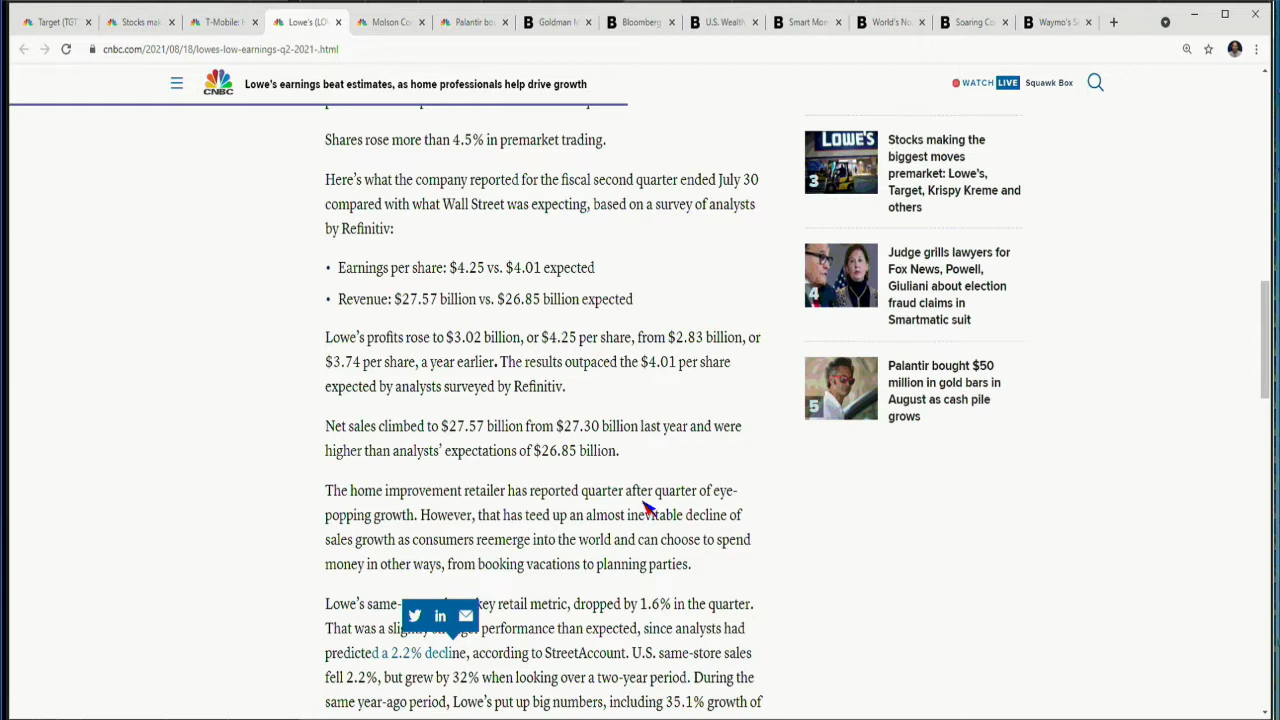 Target (TGT
Stocks mak
T-Mobile: H
Lowe's (LO
Molson Co
Palantir bo
Goldman
Bloomberg
U.S. Wealt
Smart Mon
World's No
Soaring C
Waymo's S
cnbc.com/2021/08/18/lowes-low-earnings-q2-2021-.html
CNBC
Lowe's earnings beat estimates, as home professionals help drive growth
WATCH LIVE Squawk Box
Shares rose more than 4.5% in premarket trading.
Here's what the company reported for the fiscal second quarter ended July 30
compared with what Wall Street was expecting, based on a survey of analysts
by Refinitiv:
• Earnings per share: $4.25 vs. $4.01 expected
• Revenue: $27.57 billion vs. $26.85 billion expected
Lowe's profits rose to $3.02 billion, or $4.25 per share, from $2.83 billion, or
$3.74 per share, a year earlier. The results outpaced the $4.01 per share
expected by analysts surveyed by Refinitiv.
Net sales climbed to $27.57 billion from $27.30 billion last year and were
higher than analysts' expectations of $26.85 billion.
The home improvement retailer has reported quarter after quarter of eye-
popping growth. However, that has teed up an almost inevitable decline of
sales growth as consumers reemerge into the world and can choose to spend
money in other ways, from booking vacations to planning parties.
Lowe's same- key retail metric, dropped by 1.6% in the quarter.
That was a performance than expected, since analysts had
predicted a 2.2% decline, according to StreetAccount. U.S. same-store sales
fell 2.2%, but grew by 32% when looking over a two-year period. During the
same year-ago period, Lowe's put up big numbers, including 35.1% growth of
LOWE'S
3
Stocks making the
biggest moves
premarket: Lowe's,
Target, Krispy Kreme and
others
4
Judge grills lawyers for
Fox News, Powell,
Giuliani about election
fraud claims in
Smartmatic suit
5
Palantir bought $50
million in gold bars in
August as cash pile
grows